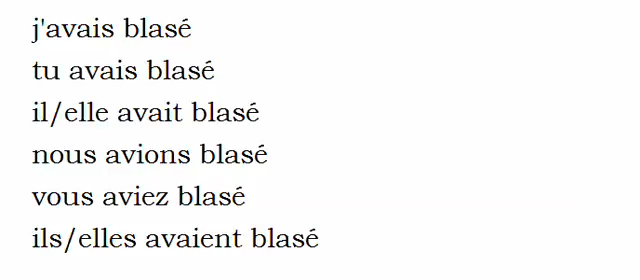 j'avais blasé
tu avais blasé
il/elle avait blasé
nous avions blasé
vous aviez blasé
ils/elles avaient blasé